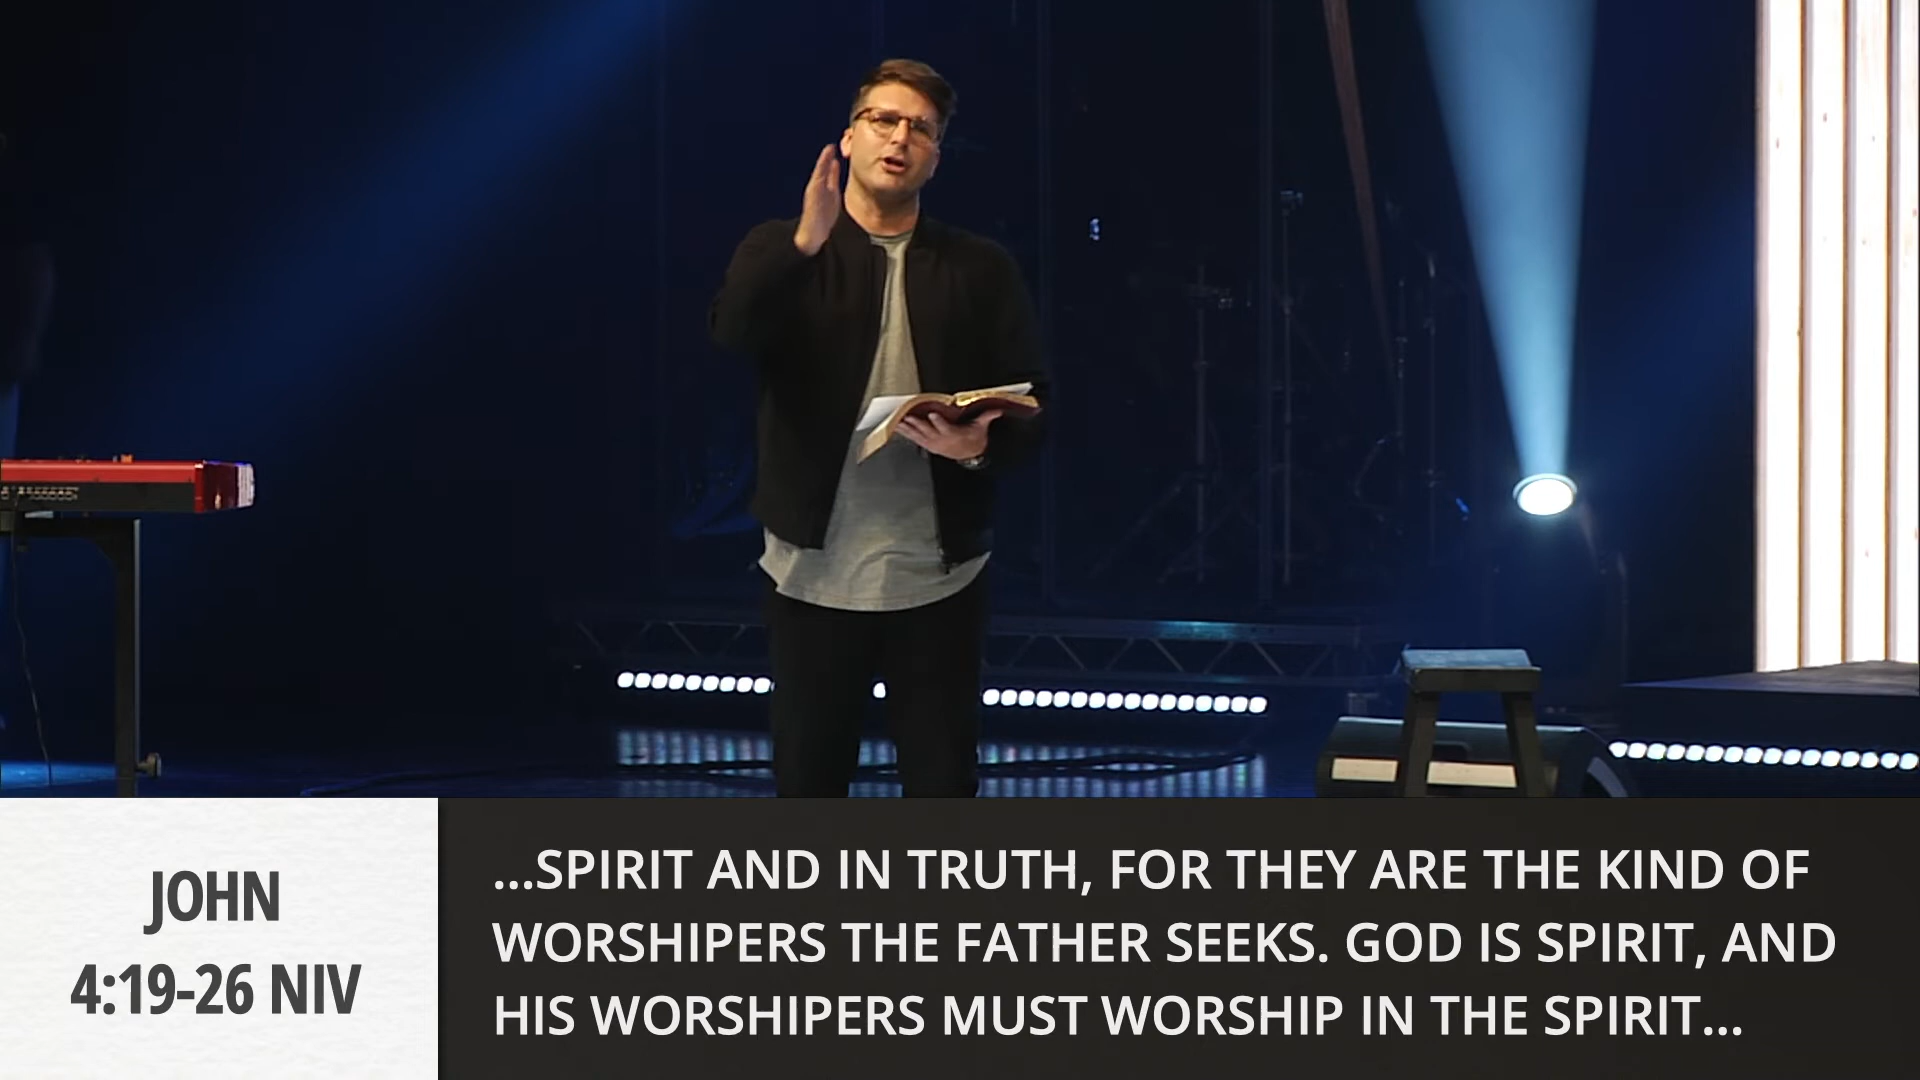 JOHN
4:19-26 NIV
...SPIRIT AND IN TRUTH, FOR THEY ARE THE KIND OF
WORSHIPERS THE FATHER SEEKS. GOD IS SPIRIT, AND
HIS WORSHIPERS MUST WORSHIP IN THE SPIRIT...